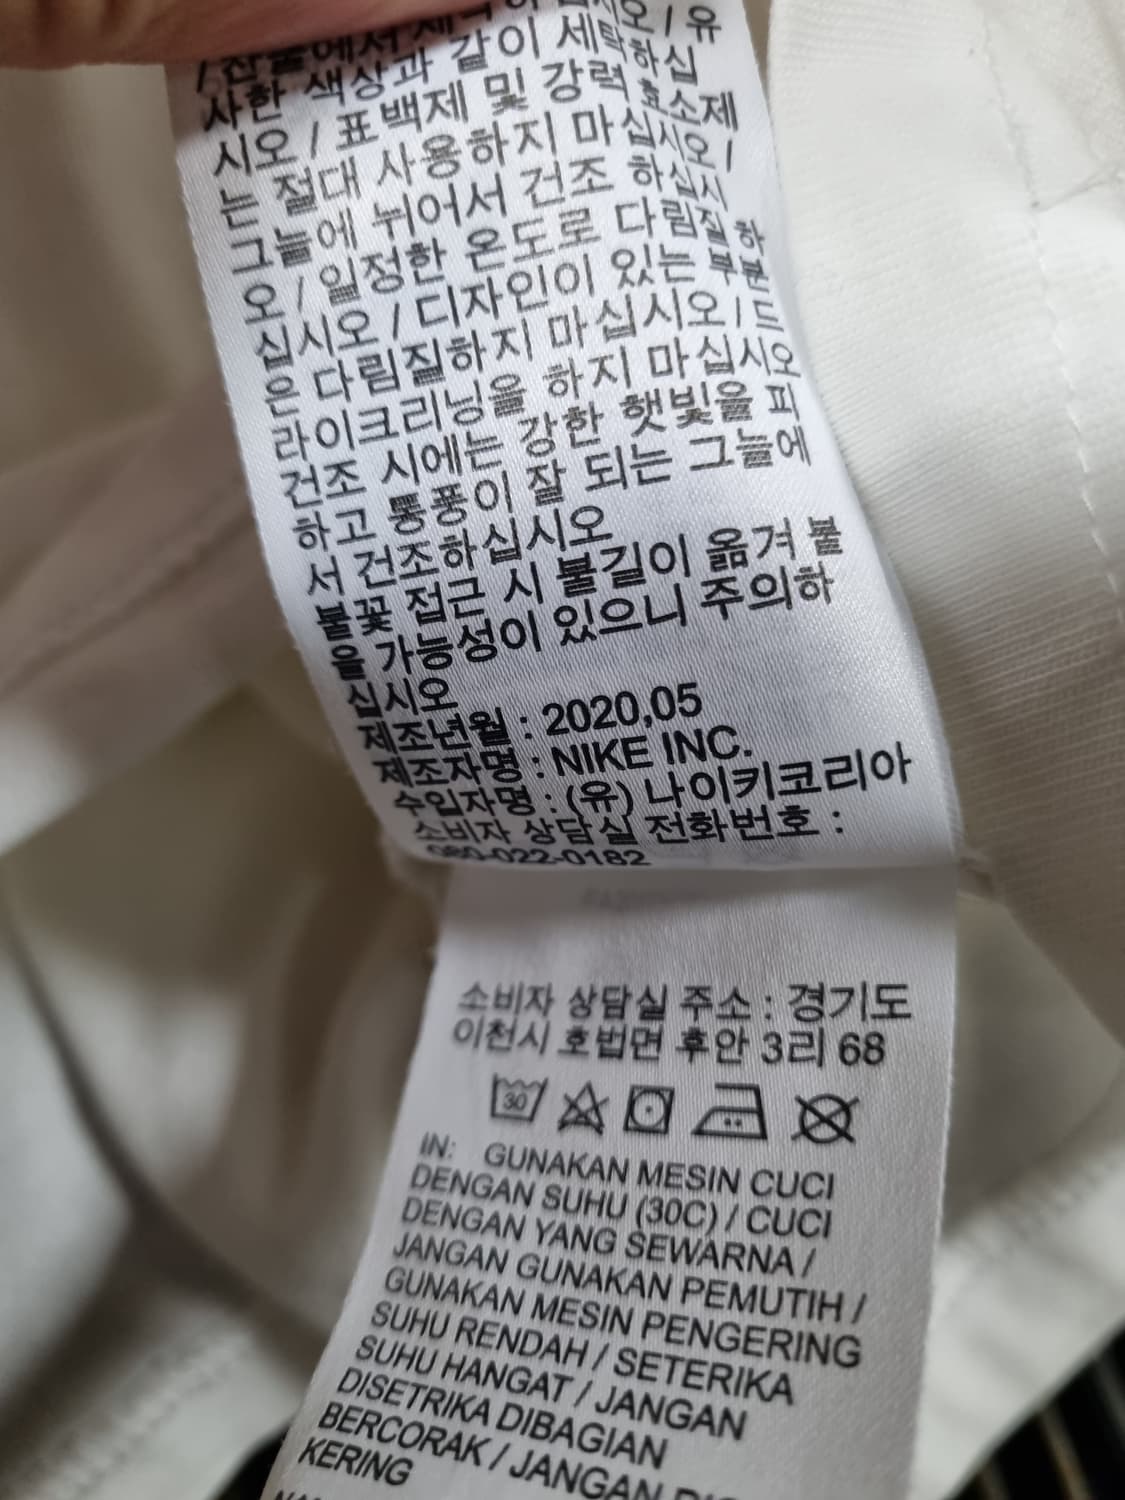 / 찬물에서
사한 색상과 같이 세탁하십
시오 / 표백제 및 강력 효소제
는 절대 사용하지 마십시오 /
그늘에 뉘어서 건조 하십시
오 / 일정한 온도로 다림질 하
십시오 / 디자인이 있는 부분
은 다림질하지 마십시오 / 드
라이크리닝을 하지 마십시오
건조 시에는 강한 햇빛을 피
하고 통풍이 잘 되는 그늘에
서 건조하십시오
불꽃 접근 시 불길이 옮겨 붙
을 가능성이 있으니 주의하
십시오
제조년월 : 2020,05
제조자명 : NIKE INC.
수입자명 : (유) 나이키코리아
소비자 상담실 전화번호 :
080-022-0182
소비자 상담실 주소 : 경기도
이천시 호법면 후안 3리 68
30
IN: GUNAKAN MESIN CUCI
DENGAN SUHU (30C) / CUCI
DENGAN YANG SEWARNA /
JANGAN GUNAKAN PEMUTIH /
GUNAKAN MESIN PENGERING
SUHU RENDAH / SETERIKA
SUHU HANGAT / JANGAN
DISETRIKA DIBAGIAN
BERCORAK / JANGAN
KERING